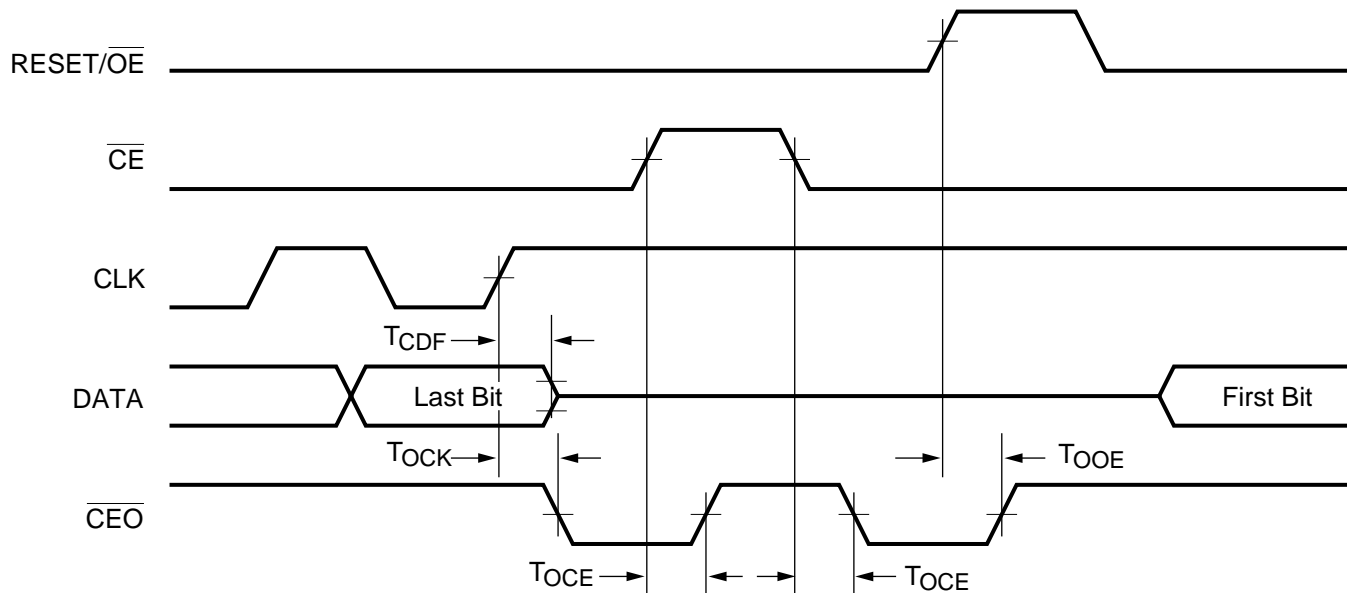 RESET/OE
CE
CLK
TCDF
DATA
Last Bit
First Bit
TOCK
TOOE
CEO
TOCE
TOCE